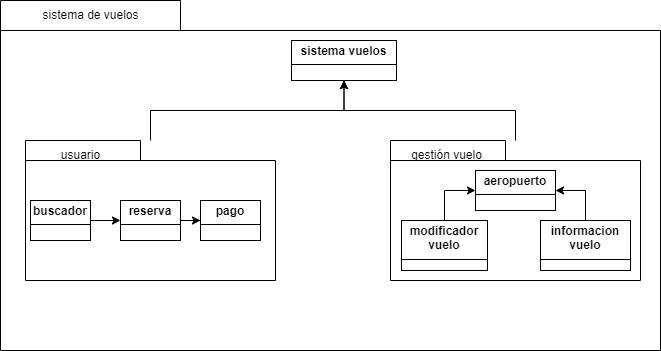 sistema de vuelos
sistema vuelos
usuario
gestión vuelo
buscador
reserva
pago
aeropuerto
modificador
vuelo
informacion
vuelo